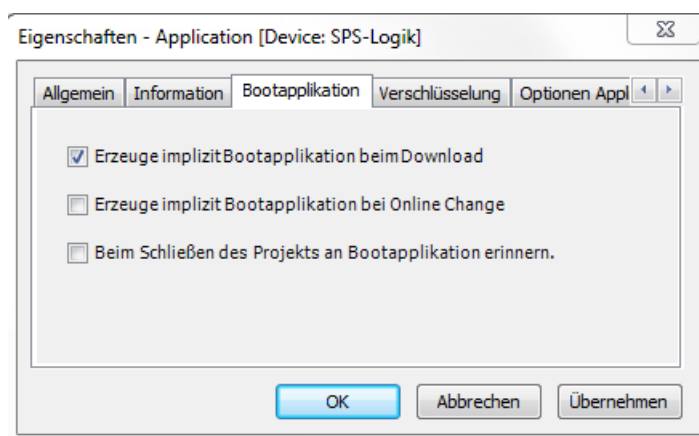 Eigenschaften - Application [Device: SPS-Logik]
Allgemein Information Bootapplikation Verschlüsselung Optionen Appl
Erzeuge implizit Bootapplikation beim Download
Erzeuge implizit Bootapplikation bei Online Change
Beim Schließen des Projekts an Bootapplikation erinnern.
OK Abbrechen Übernehmen